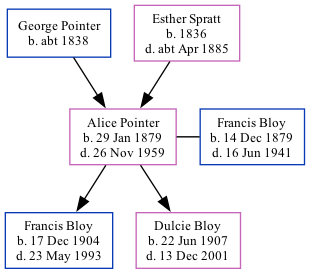 George Pointer
b. abt 1838
Esther Spratt
b. 1836
d. abt Apr 1885
Alice Pointer
b. 29 Jan 1879
d. 26 Nov 1959
Francis Bloy
b. 14 Dec 1879
d. 16 Jun 1941
Francis Bloy
b. 17 Dec 1904
d. 23 May 1993
Dulcie Bloy
b. 22 Jun 1907
d. 13 Dec 2001